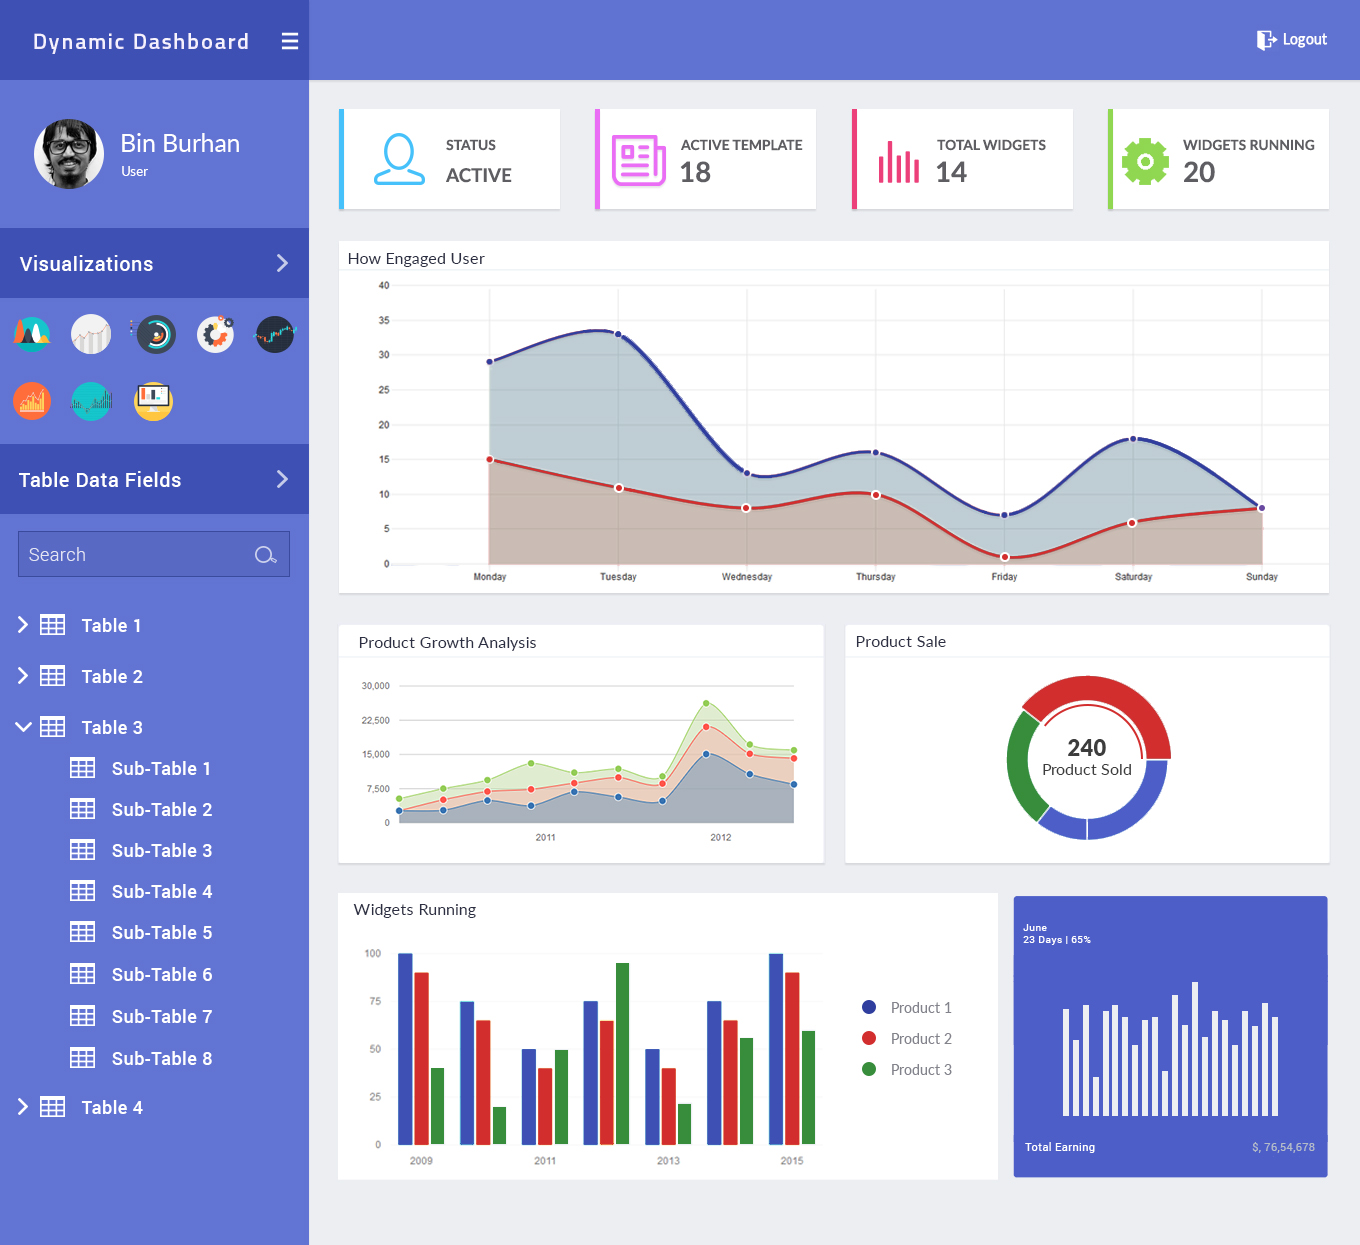 Dynamic Dashboard
Logout
Bin Burhan
User
Visualizations
Table Data Fields
Search
Table 1
Table 2
Table 3
Sub-Table 1
Sub-Table 2
Sub-Table 3
Sub-Table 4
Sub-Table 5
Sub-Table 6
Sub-Table 7
Sub-Table 8
Table 4
STATUS
ACTIVE
ACTIVE TEMPLATE
18
TOTAL WIDGETS
14
WIDGETS RUNNING
20
How Engaged User
40
35
30
25
20
15
10
5
0
Monday Tuesday Wednesday Thursday Friday Saturday Sunday
Product Growth Analysis
30,000
22,500
15,000
7,500
0
2011 2012
Product Sale
240
Product Sold
Widgets Running
100
75
50
25
0
2009 2011 2013 2015
Product 1
Product 2
Product 3
June
23 Days | 65%
Total Earning $, 76,54,678